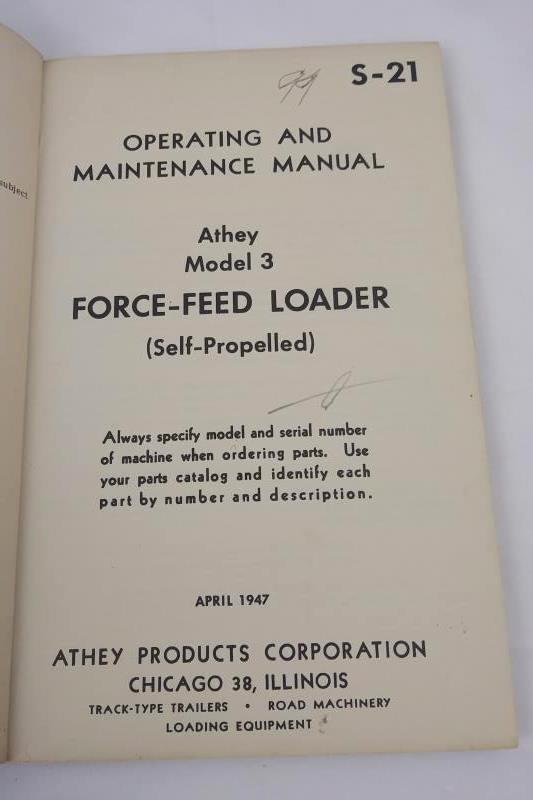 subject
S-21
OPERATING AND
MAINTENANCE MANUAL
Athey
Model 3
FORCE-FEED LOADER
(Self-Propelled)
Always specify model and serial number
of machine when ordering parts. Use
your parts catalog and identify each
part by number and description.
APRIL 1947
ATHEY PRODUCTS CORPORATION
CHICAGO 38, ILLINOIS
TRACK-TYPE TRAILERS • ROAD MACHINERY
LOADING EQUIPMENT